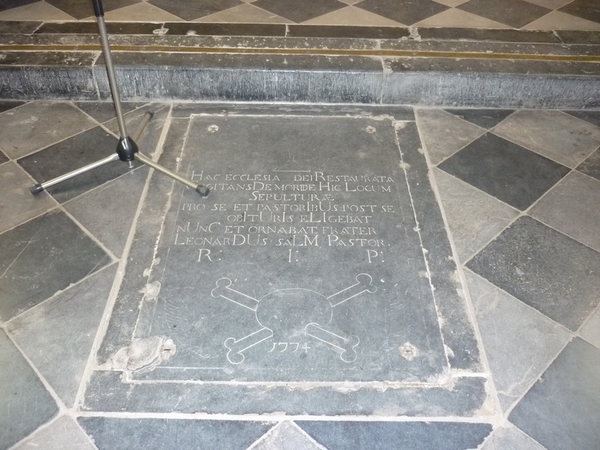 HAC ECCLESIA DEI RESTAURATA
COGITANS DE MORTE HIC LOCUM
SEPULTURÆ
PRO SE ET PASTORIBUS POST SE
OBITURIS ELIGEBAT
NUNC ET ORNABAT FRATER
LEONARDUS SALM PASTOR.
R: I: P:
1774